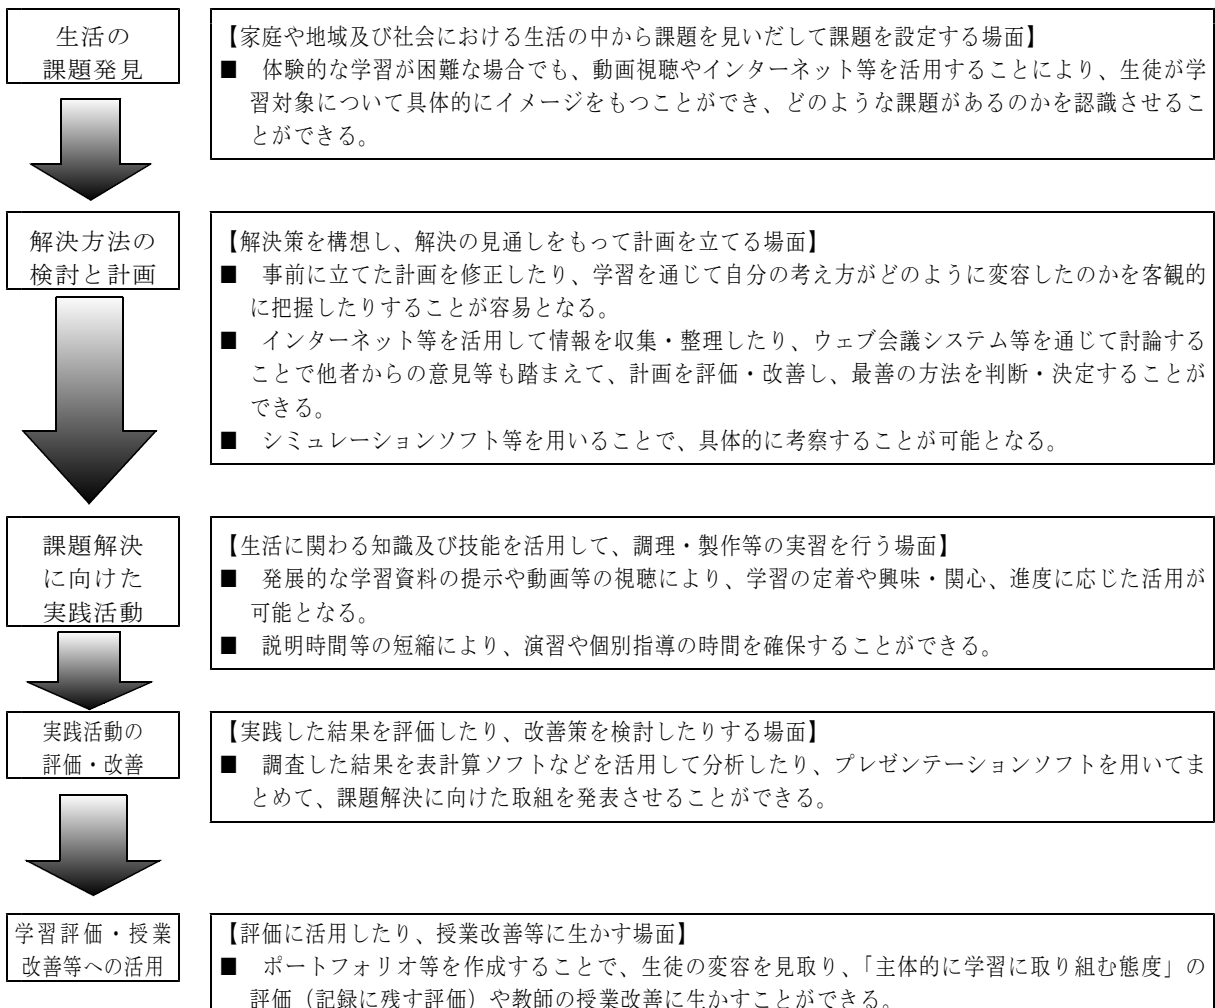 生活の
課題発見
【家庭や地域及び社会における生活の中から課題を見いだして課題を設定する場面】
■　体験的な学習が困難な場合でも、動画視聴やインターネット等を活用することにより、生徒が学
習対象について具体的にイメージをもつことができ、どのような課題があるのかを認識させるこ
とができる。
解決方法の
検討と計画
【解決策を構想し、解決の見通しをもって計画を立てる場面】
■　事前に立てた計画を修正したり、学習を通じて自分の考え方がどのように変容したのかを客観的
に把握したりすることが容易となる。
■　インターネット等を活用して情報を収集・整理したり、ウェブ会議システム等を通じて討論する
ことで他者からの意見等も踏まえて、計画を評価・改善し、最善の方法を判断・決定することが
できる。
■　シミュレーションソフト等を用いることで、具体的に考察することが可能となる。
課題解決
に向けた
実践活動
【生活に関わる知識及び技能を活用して、調理・製作等の実習を行う場面】
■　発展的な学習資料の提示や動画等の視聴により、学習の定着や興味・関心、進度に応じた活用が
可能となる。
■　説明時間等の短縮により、演習や個別指導の時間を確保することができる。
実践活動の
評価・改善
【実践した結果を評価したり、改善策を検討したりする場面】
■　調査した結果を表計算ソフトなどを活用して分析したり、プレゼンテーションソフトを用いてま
とめて、課題解決に向けた取組を発表させることができる。
学習評価・授業
改善等への活用
【評価に活用したり、授業改善等に生かす場面】
■　ポートフォリオ等を作成することで、生徒の変容を見取り、「主体的に学習に取り組む態度」の
評価（記録に残す評価）や教師の授業改善に生かすことができる。